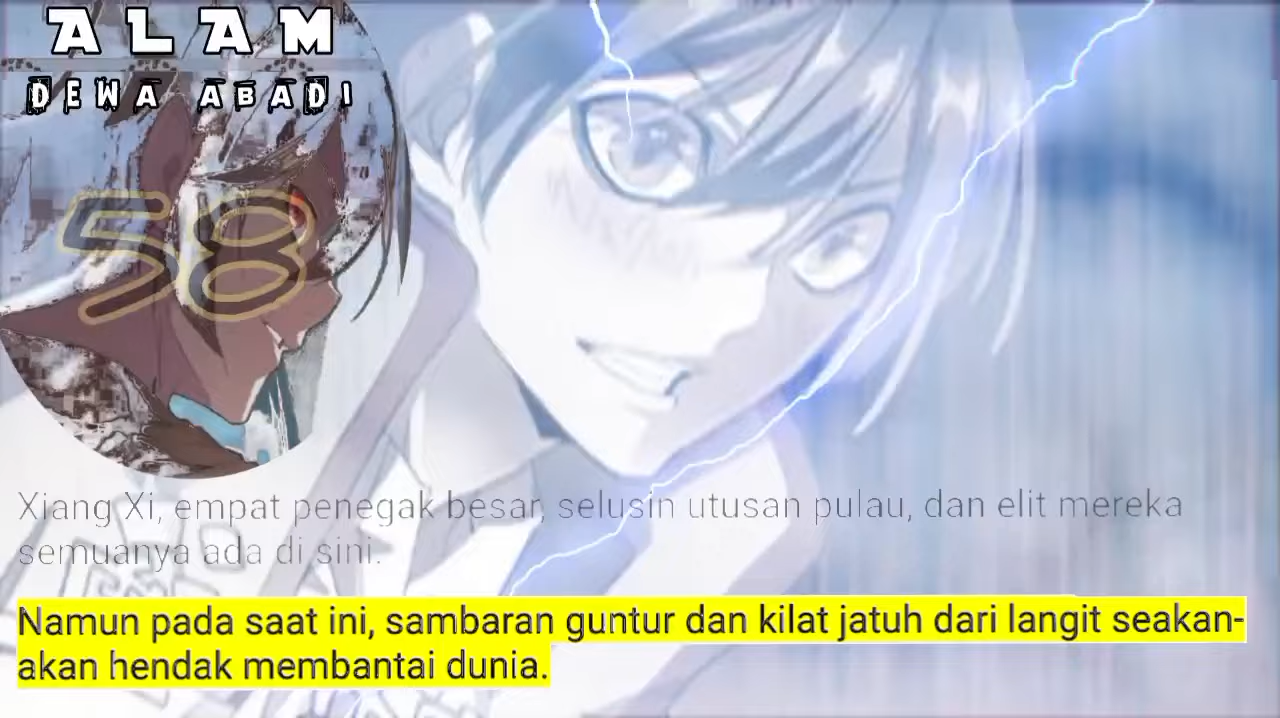 ALAM
DEWA ABADI
58
Xiang Xi, empat penegak besar, selusin utusan pulau, dan elit mereka
semuanya ada di sini.
Namun pada saat ini, sambaran guntur dan kilat jatuh dari langit seakan-
akan hendak membantai dunia.